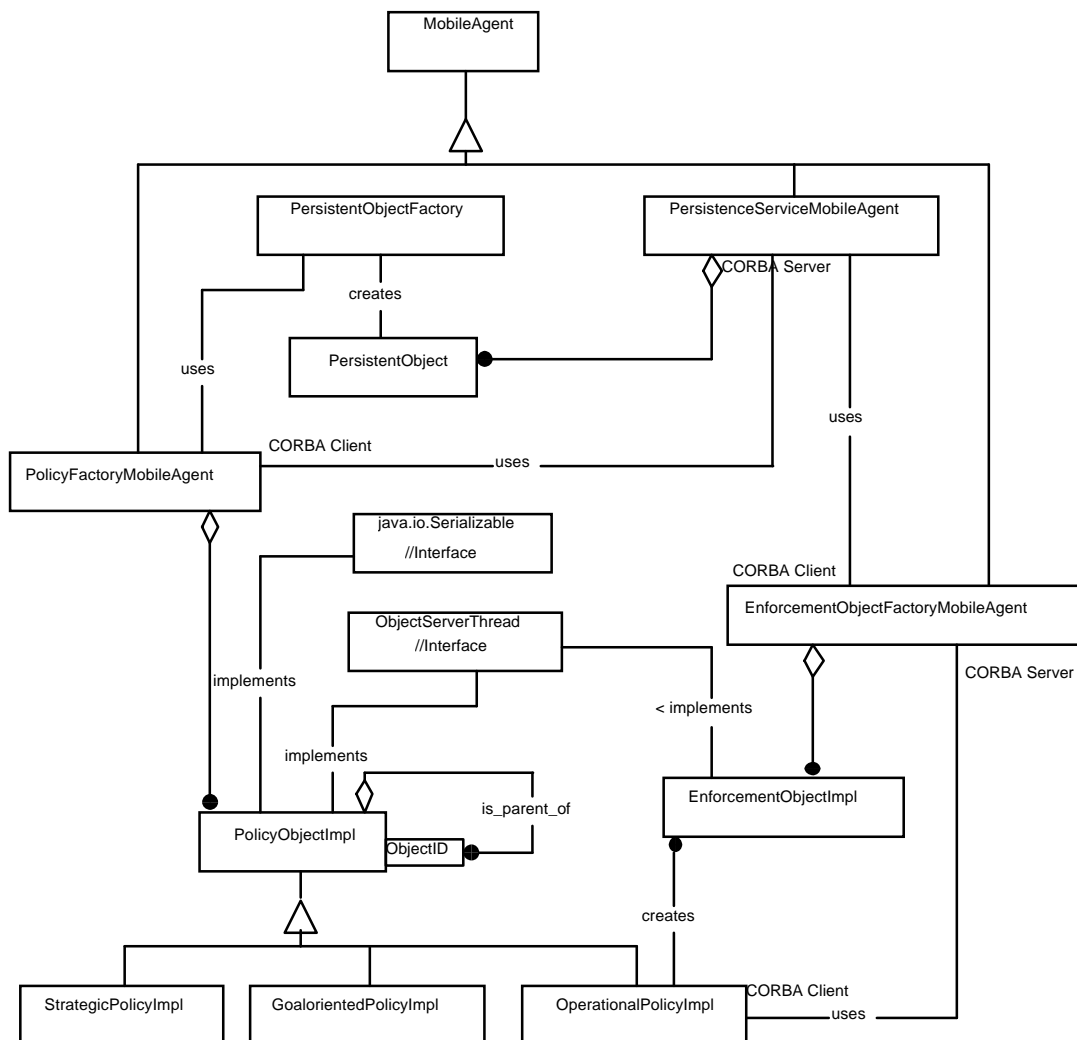 MobileAgent
PersistentObjectFactory
PersistenceServiceMobileAgent
CORBA Server
creates
PersistentObject
uses
uses
CORBA Client
uses
PolicyFactoryMobileAgent
java.io.Serializable
//Interface
CORBA Client
EnforcementObjectFactoryMobileAgent
ObjectServerThread
//Interface
CORBA Server
implements
< implements
implements
EnforcementObjectImpl
is_parent_of
PolicyObjectImpl
ObjectID
creates
CORBA Client
StrategicPolicyImpl
GoalorientedPolicyImpl
OperationalPolicyImpl
uses